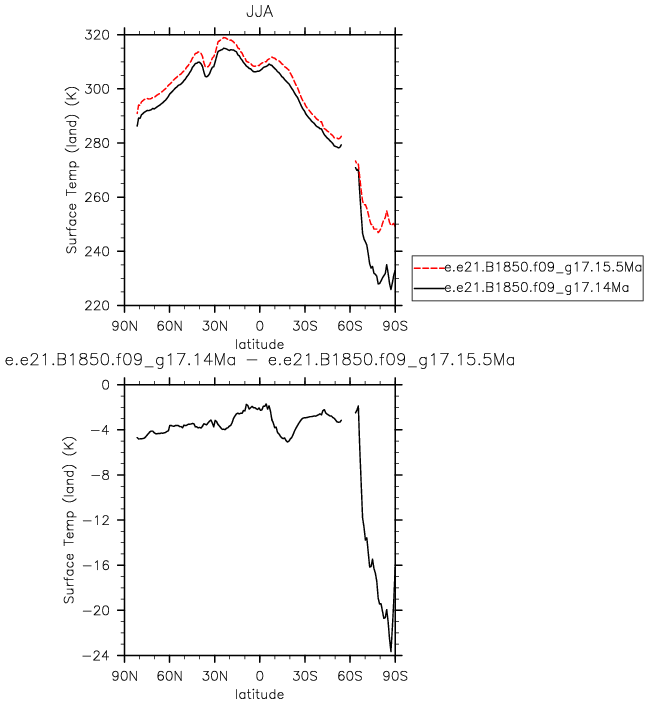 JJA
320
300
280
260
240
220
Surface Temp (land) (K)
90N 60N 30N 0 30S 60S 90S
latitude
e.e21.B1850.f09_g17.15.5Ma
e.e21.B1850.f09_g17.14Ma
e.e21.B1850.f09_g17.14Ma − e.e21.B1850.f09_g17.15.5Ma
0
−4
−8
−12
−16
−20
−24
Surface Temp (land) (K)
90N 60N 30N 0 30S 60S 90S
latitude